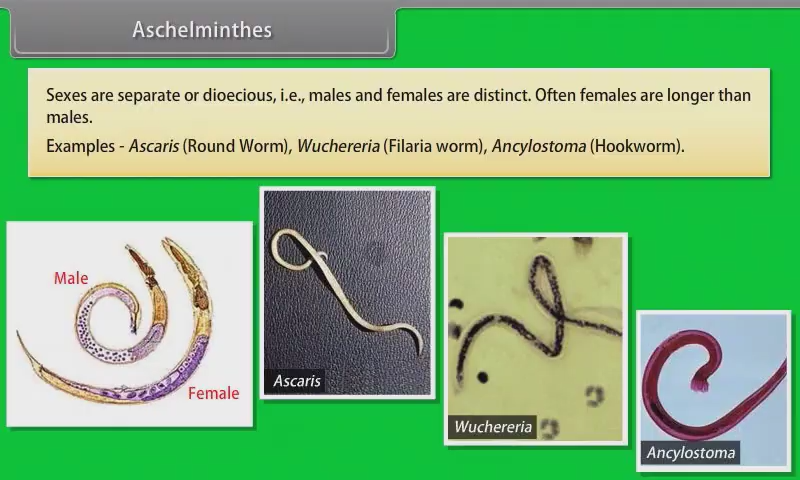 Aschelminthes
Sexes are separate or dioecious, i.e., males and females are distinct. Often females are longer than
males.
Examples - Ascaris (Round Worm), Wuchereria (Filaria worm), Ancylostoma (Hookworm).
Male
Female
Ascaris
Wuchereria
Ancylostoma